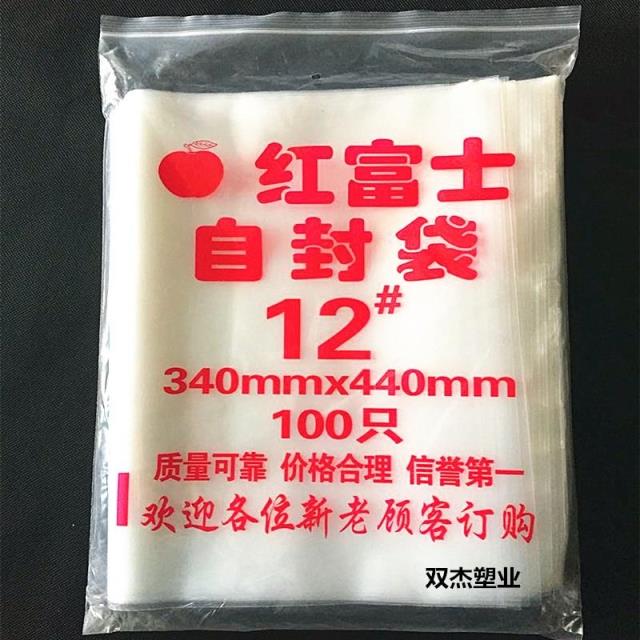 红富士
自封袋
12#
340mmx440mm
100只
质量可靠 价格合理 信誉第一
欢迎各位新老顾客订购
双杰塑业